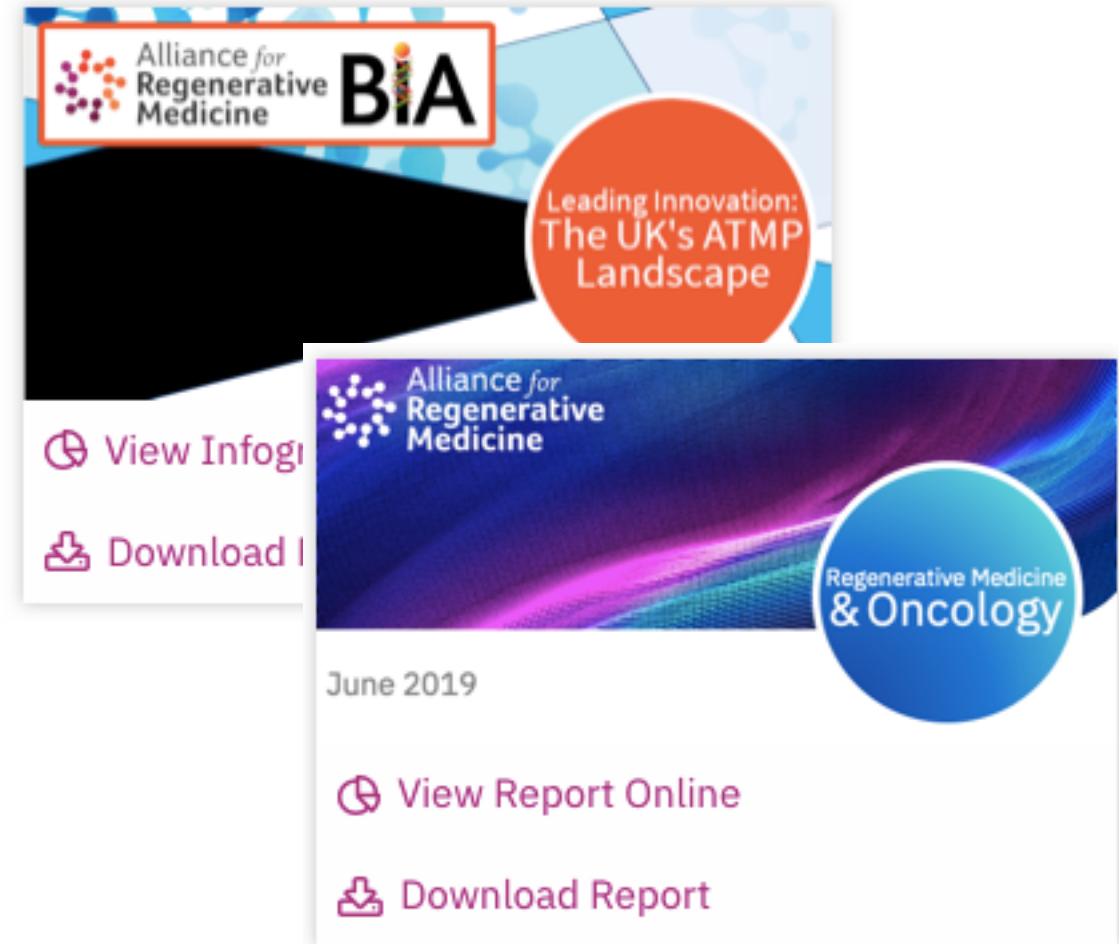 Alliance for
Regenerative
Medicine
BIA
Leading Innovation:
The UK's ATMP
Landscape
View
Download
Alliance for
Regenerative
Medicine
Regenerative Medicine
& Oncology
June 2019
View Report Online
Download Report